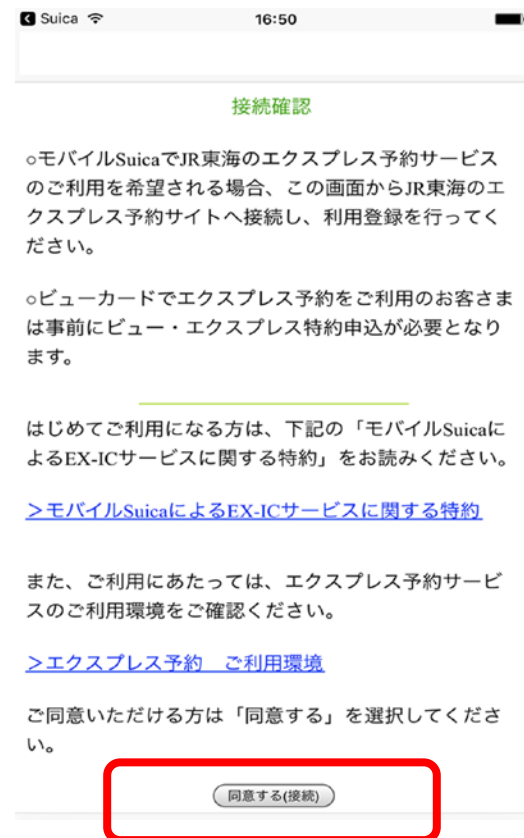 Suica 16:50
接続確認
○モバイルSuicaでJR東海のエクスプレス予約サービス
のご利用を希望される場合、この画面からJR東海のエ
クスプレス予約サイトへ接続し、利用登録を行ってく
ださい。
○ビューカードでエクスプレス予約をご利用のお客さま
は事前にビュー・エクスプレス特約申込が必要となり
ます。
はじめてご利用になる方は、下記の「モバイルSuicaに
よるEX-ICサービスに関する特約」をお読みください。
>モバイルSuicaによるEX-ICサービスに関する特約
また、ご利用にあたっては、エクスプレス予約サービ
スのご利用環境をご確認ください。
>エクスプレス予約　ご利用環境
ご同意いただける方は「同意する」を選択してくださ
い。
同意する(接続)